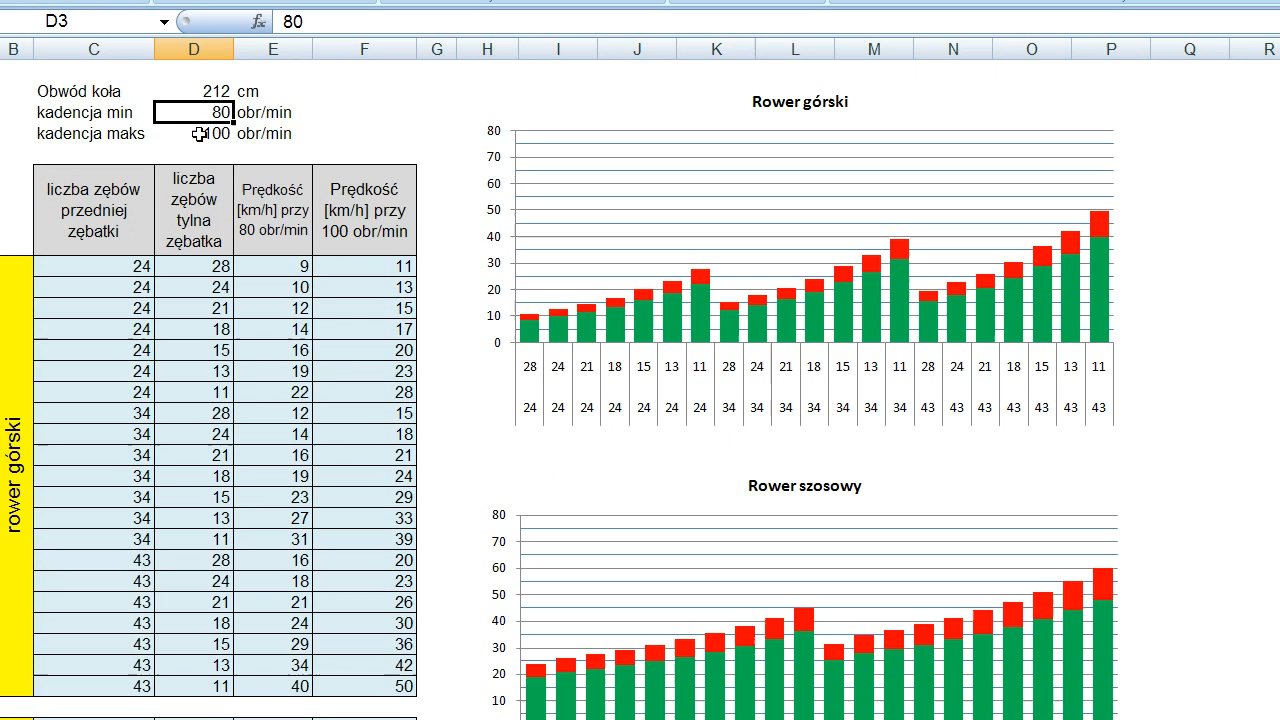 D3 fx 80
B C D E F G H I J K L M N O P Q R
Obwód koła 212 cm
kadencja min 80 obr/min
kadencja maks 100 obr/min
liczba zębów przedniej zębatki
liczba zębów tylna zębatka
Prędkość [km/h] przy 80 obr/min
Prędkość [km/h] przy 100 obr/min
rower górski
24 28 9 11
24 24 10 13
24 21 12 15
24 18 14 17
24 15 16 20
24 13 19 23
24 11 22 28
34 28 12 15
34 24 14 18
34 21 16 21
34 18 19 24
34 15 23 29
34 13 27 33
34 11 31 39
43 28 16 20
43 24 18 23
43 21 21 26
43 18 24 30
43 15 29 36
43 13 34 42
43 11 40 50
Rower górski
80
70
60
50
40
30
20
10
0
28 24 21 18 15 13 11 28 24 21 18 15 13 11 28 24 21 18 15 13 11
24 24 24 24 24 24 24 34 34 34 34 34 34 34 43 43 43 43 43 43 43
Rower szosowy
80
70
60
50
40
30
20
10